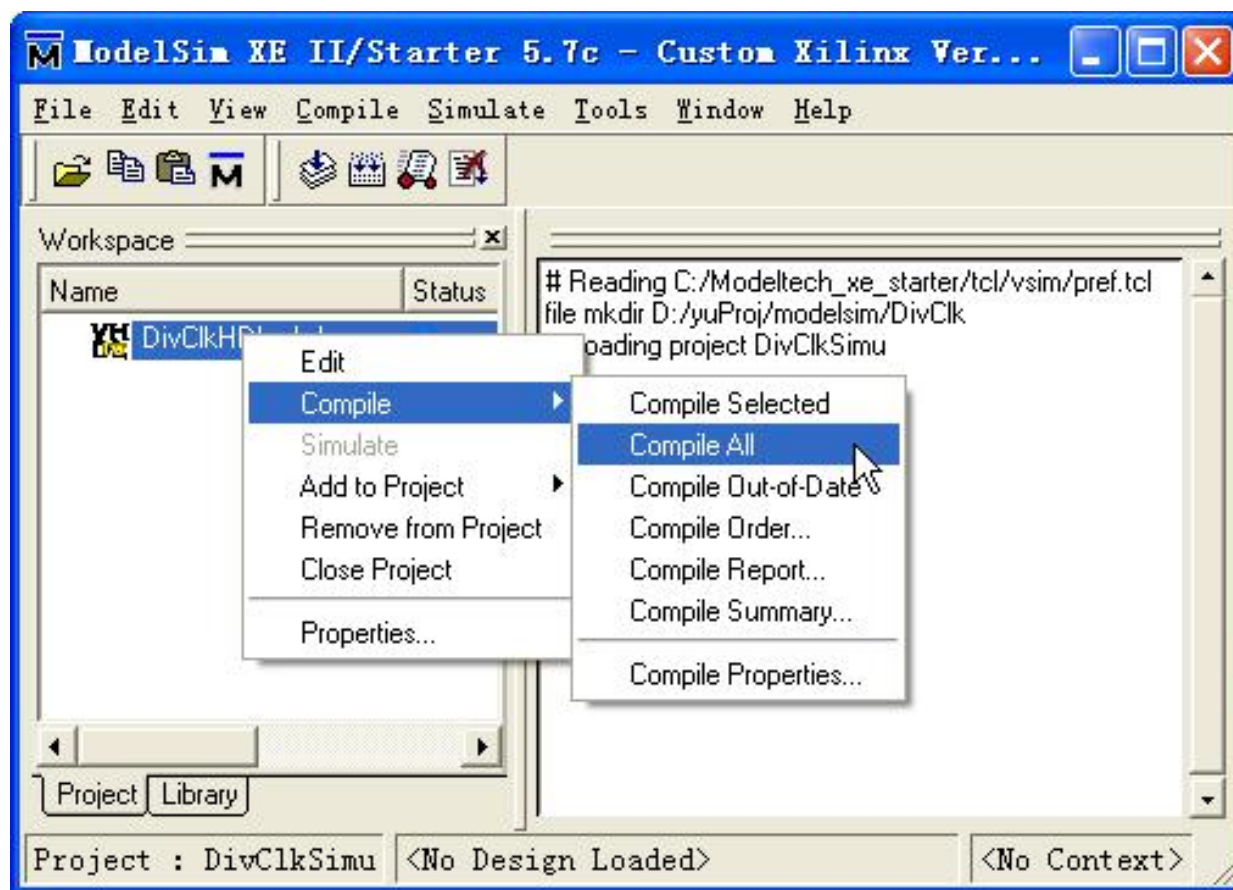 ModelSim XE II/Starter 5.7c - Custom Xilinx Ver...
File Edit View Compile Simulate Tools Window Help
Workspace
Name Status
DivClkHD
# Reading C:/Modeltech_xe_starter/tcl/vsim/pref.tcl
file mkdir D:/yuProj/modelsim/DivClk
oading project DivClkSimu
Edit
Compile
Simulate
Add to Project
Remove from Project
Close Project
Properties...
Compile Selected
Compile All
Compile Out-of-Date
Compile Order...
Compile Report...
Compile Summary...
Compile Properties...
Project Library
Project : DivClkSimu <No Design Loaded> <No Context>